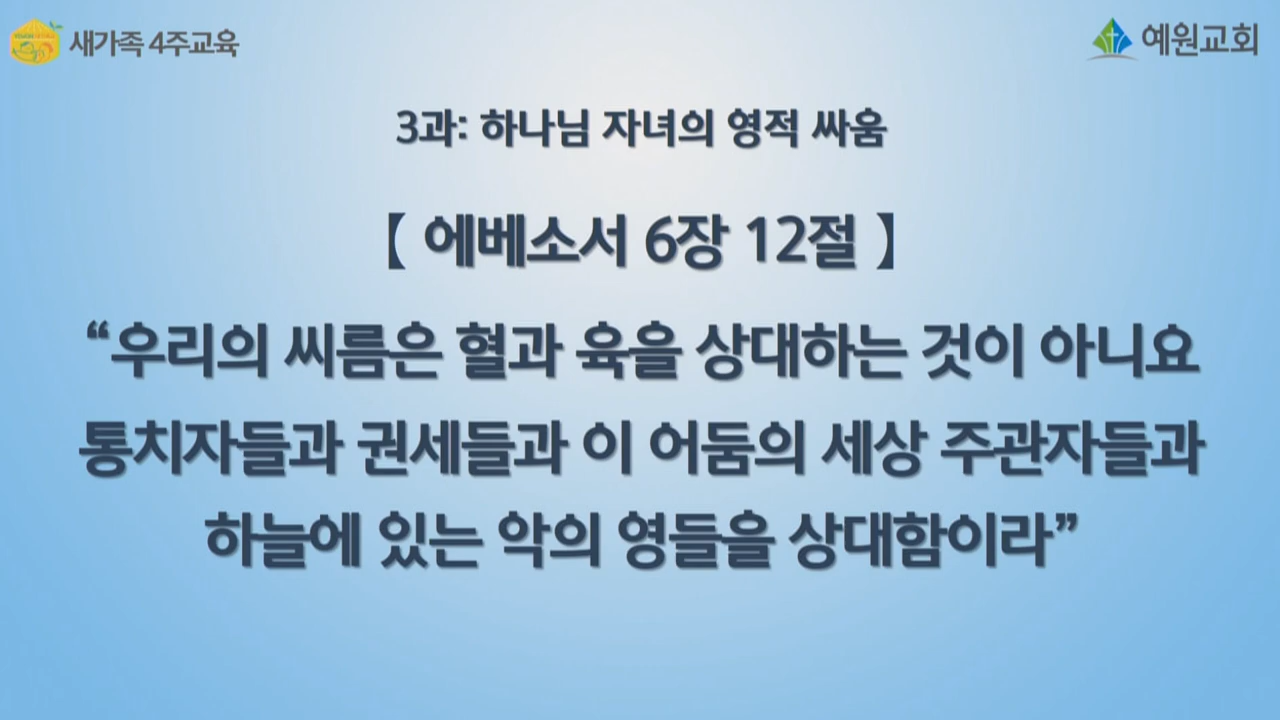 새가족 4주교육
예원교회
3과: 하나님 자녀의 영적 싸움
【 에베소서 6장 12절 】
“우리의 씨름은 혈과 육을 상대하는 것이 아니요
통치자들과 권세들과 이 어둠의 세상 주관자들과
하늘에 있는 악의 영들을 상대함이라”